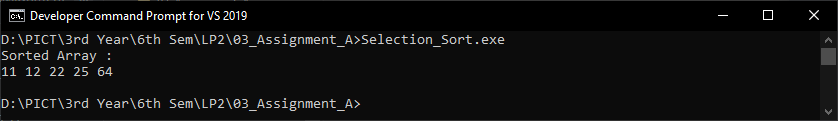 Developer Command Prompt for VS 2019
D:\PICT\3rd Year\6th Sem\LP2\03_Assignment_A>Selection_Sort.exe
Sorted Array :
11 12 22 25 64
D:\PICT\3rd Year\6th Sem\LP2\03_Assignment_A>